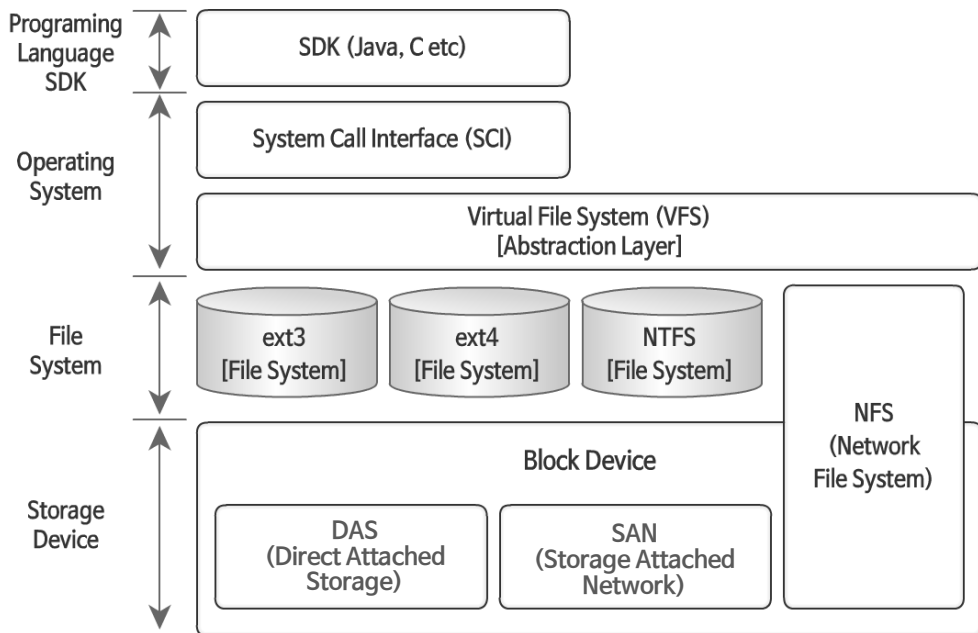 Programing
Language
SDK
SDK (Java, C etc)
Operating
System
System Call Interface (SCI)
Virtual File System (VFS)
[Abstraction Layer]
File
System
ext3
[File System]
ext4
[File System]
NTFS
[File System]
NFS
(Network
File System)
Storage
Device
Block Device
DAS
(Direct Attached
Storage)
SAN
(Storage Attached
Network)